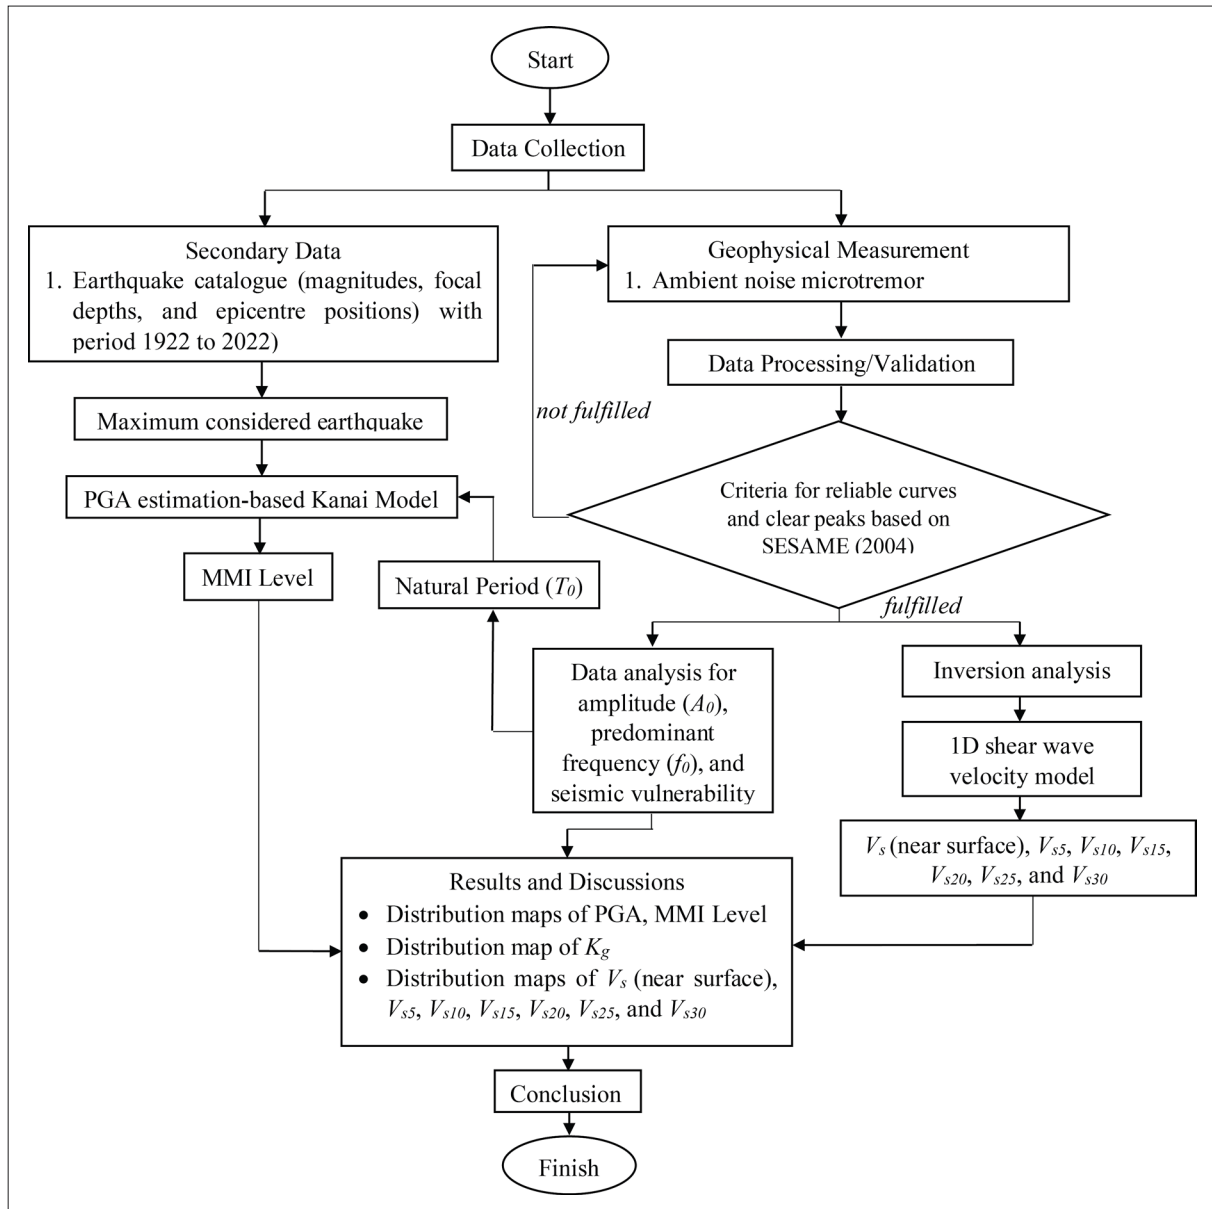 Start
Data Collection
Secondary Data
1. Earthquake catalogue (magnitudes, focal
depths, and epicentre positions) with
period 1922 to 2022)
Maximum considered earthquake
PGA estimation-based Kanai Model
MMI Level
Natural Period (T0)
Geophysical Measurement
1. Ambient noise microtremor
Data Processing/Validation
not fulfilled
Criteria for reliable curves
and clear peaks based on
SESAME (2004)
fulfilled
Data analysis for
amplitude (A0),
predominant
frequency (f0), and
seismic vulnerability
Inversion analysis
1D shear wave
velocity model
Vs (near surface), Vs5, Vs10, Vs15,
Vs20, Vs25, and Vs30
Results and Discussions
• Distribution maps of PGA, MMI Level
• Distribution map of Kg
• Distribution maps of Vs (near surface),
Vs5, Vs10, Vs15, Vs20, Vs25, and Vs30
Conclusion
Finish